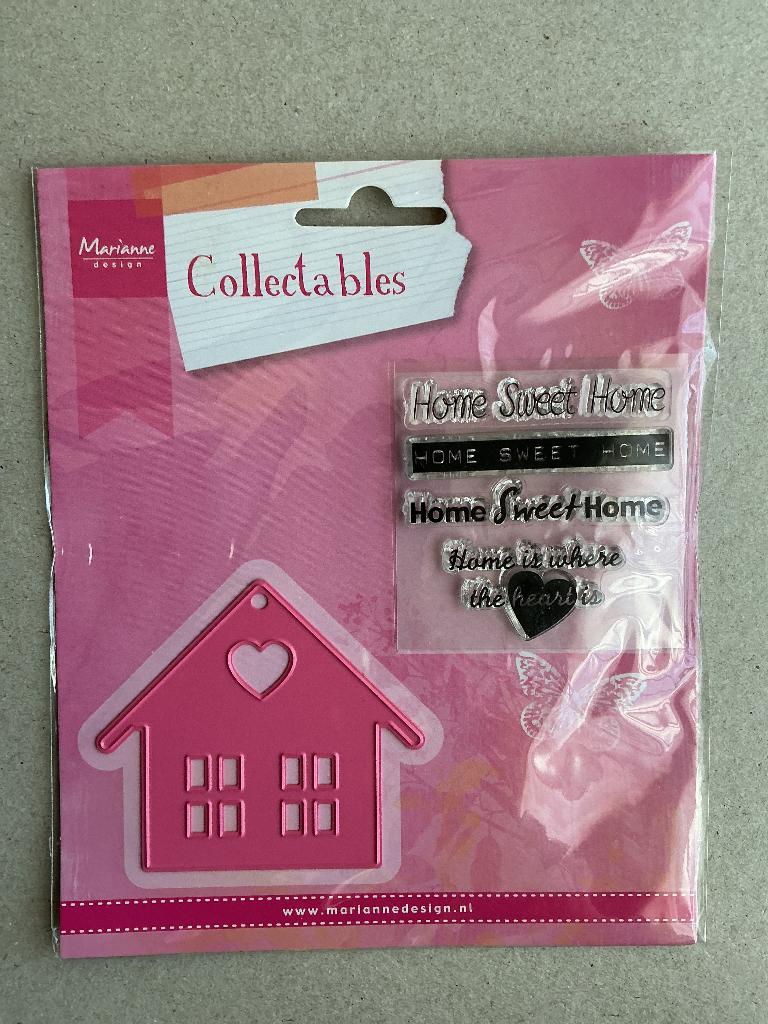 Marianne
design
Collectables
Home Sweet Home
HOME SWEET HOME
Home Sweet Home
Home is where
the heart is
www.mariannedesign.nl